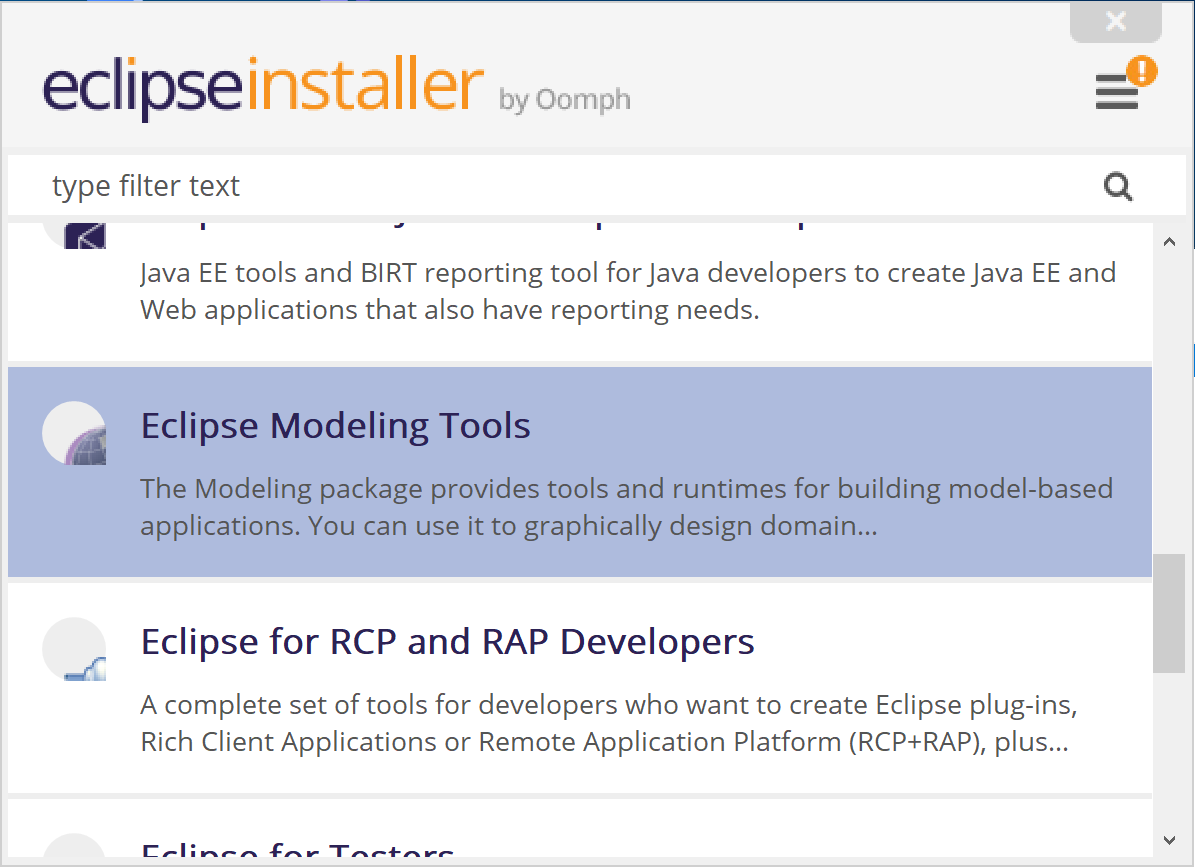 eclipseinstaller by Oomph
type filter text
Java EE tools and BIRT reporting tool for Java developers to create Java EE and
Web applications that also have reporting needs.
Eclipse Modeling Tools
The Modeling package provides tools and runtimes for building model-based
applications. You can use it to graphically design domain...
Eclipse for RCP and RAP Developers
A complete set of tools for developers who want to create Eclipse plug-ins,
Rich Client Applications or Remote Application Platform (RCP+RAP), plus...
Eclipse for Testers